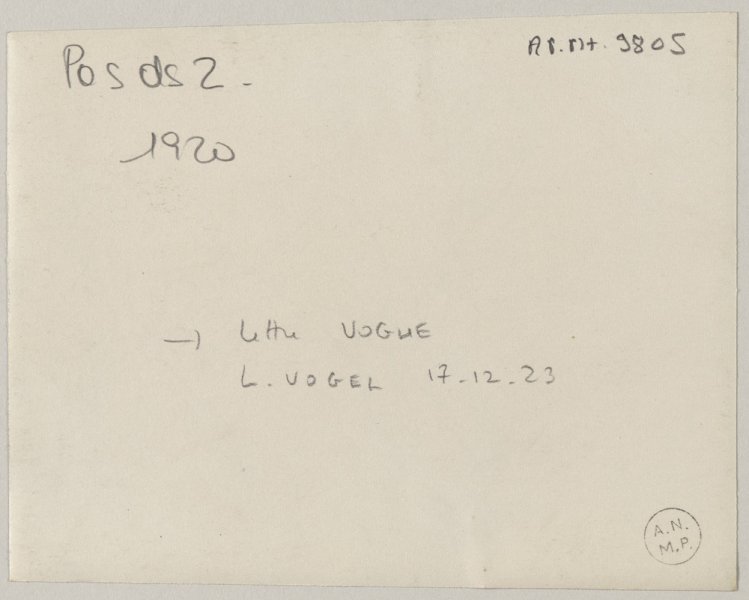 Pos ds 2.
AP.MT. 9805
1920
→ lettre VOGUE
L. VOGEL 17-12-23
A.N.
M.P.